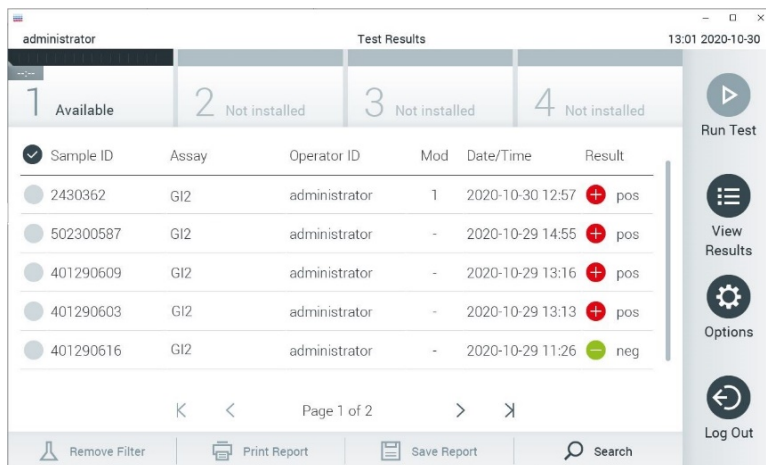 administrator Test Results 13:01 2020-10-30
--:--
1 Available 2 Not installed 3 Not installed 4 Not installed
Run Test
Sample ID Assay Operator ID Mod Date/Time Result
2430362 GI2 administrator 1 2020-10-30 12:57 pos
502300587 GI2 administrator - 2020-10-29 14:55 pos
View
Results
401290609 GI2 administrator - 2020-10-29 13:16 pos
401290603 GI2 administrator - 2020-10-29 13:13 pos
Options
401290616 GI2 administrator - 2020-10-29 11:26 neg
Page 1 of 2
Log Out
Remove Filter Print Report Save Report Search